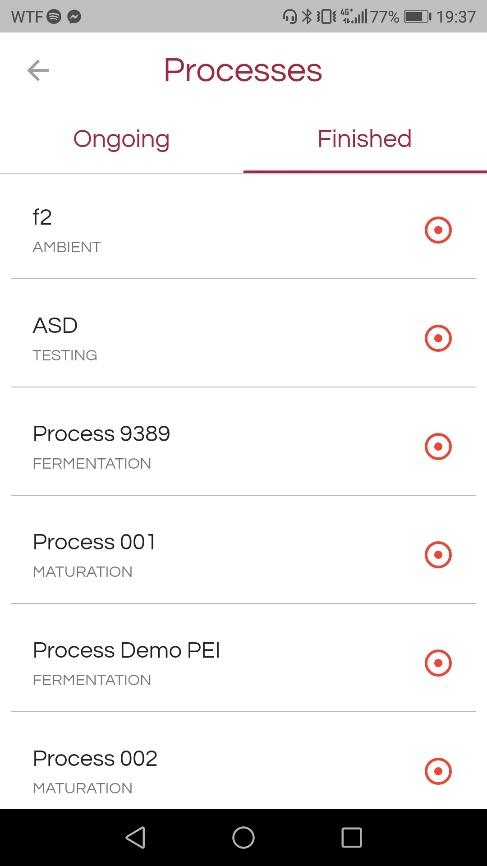 WTF 4G+ 77% 19:37
Processes
Ongoing Finished
f2
AMBIENT
ASD
TESTING
Process 9389
FERMENTATION
Process 001
MATURATION
Process Demo PEI
FERMENTATION
Process 002
MATURATION